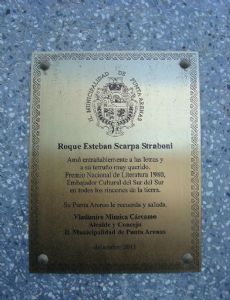 I. MUNICIPALIDAD DE PUNTA ARENAS
Roque Esteban Scarpa Straboni
Amó entrañablemente a las letras y
a su terruño muy querido.
Premio Nacional de Literatura 1980,
Embajador Cultural del Sur del Sur
en todos los rincones de la tierra.
Su Punta Arenas le recuerda y saluda.
Vladimiro Mimica Cárcamo
Alcalde y Concejo
I. Municipalidad de Punta Arenas
2011